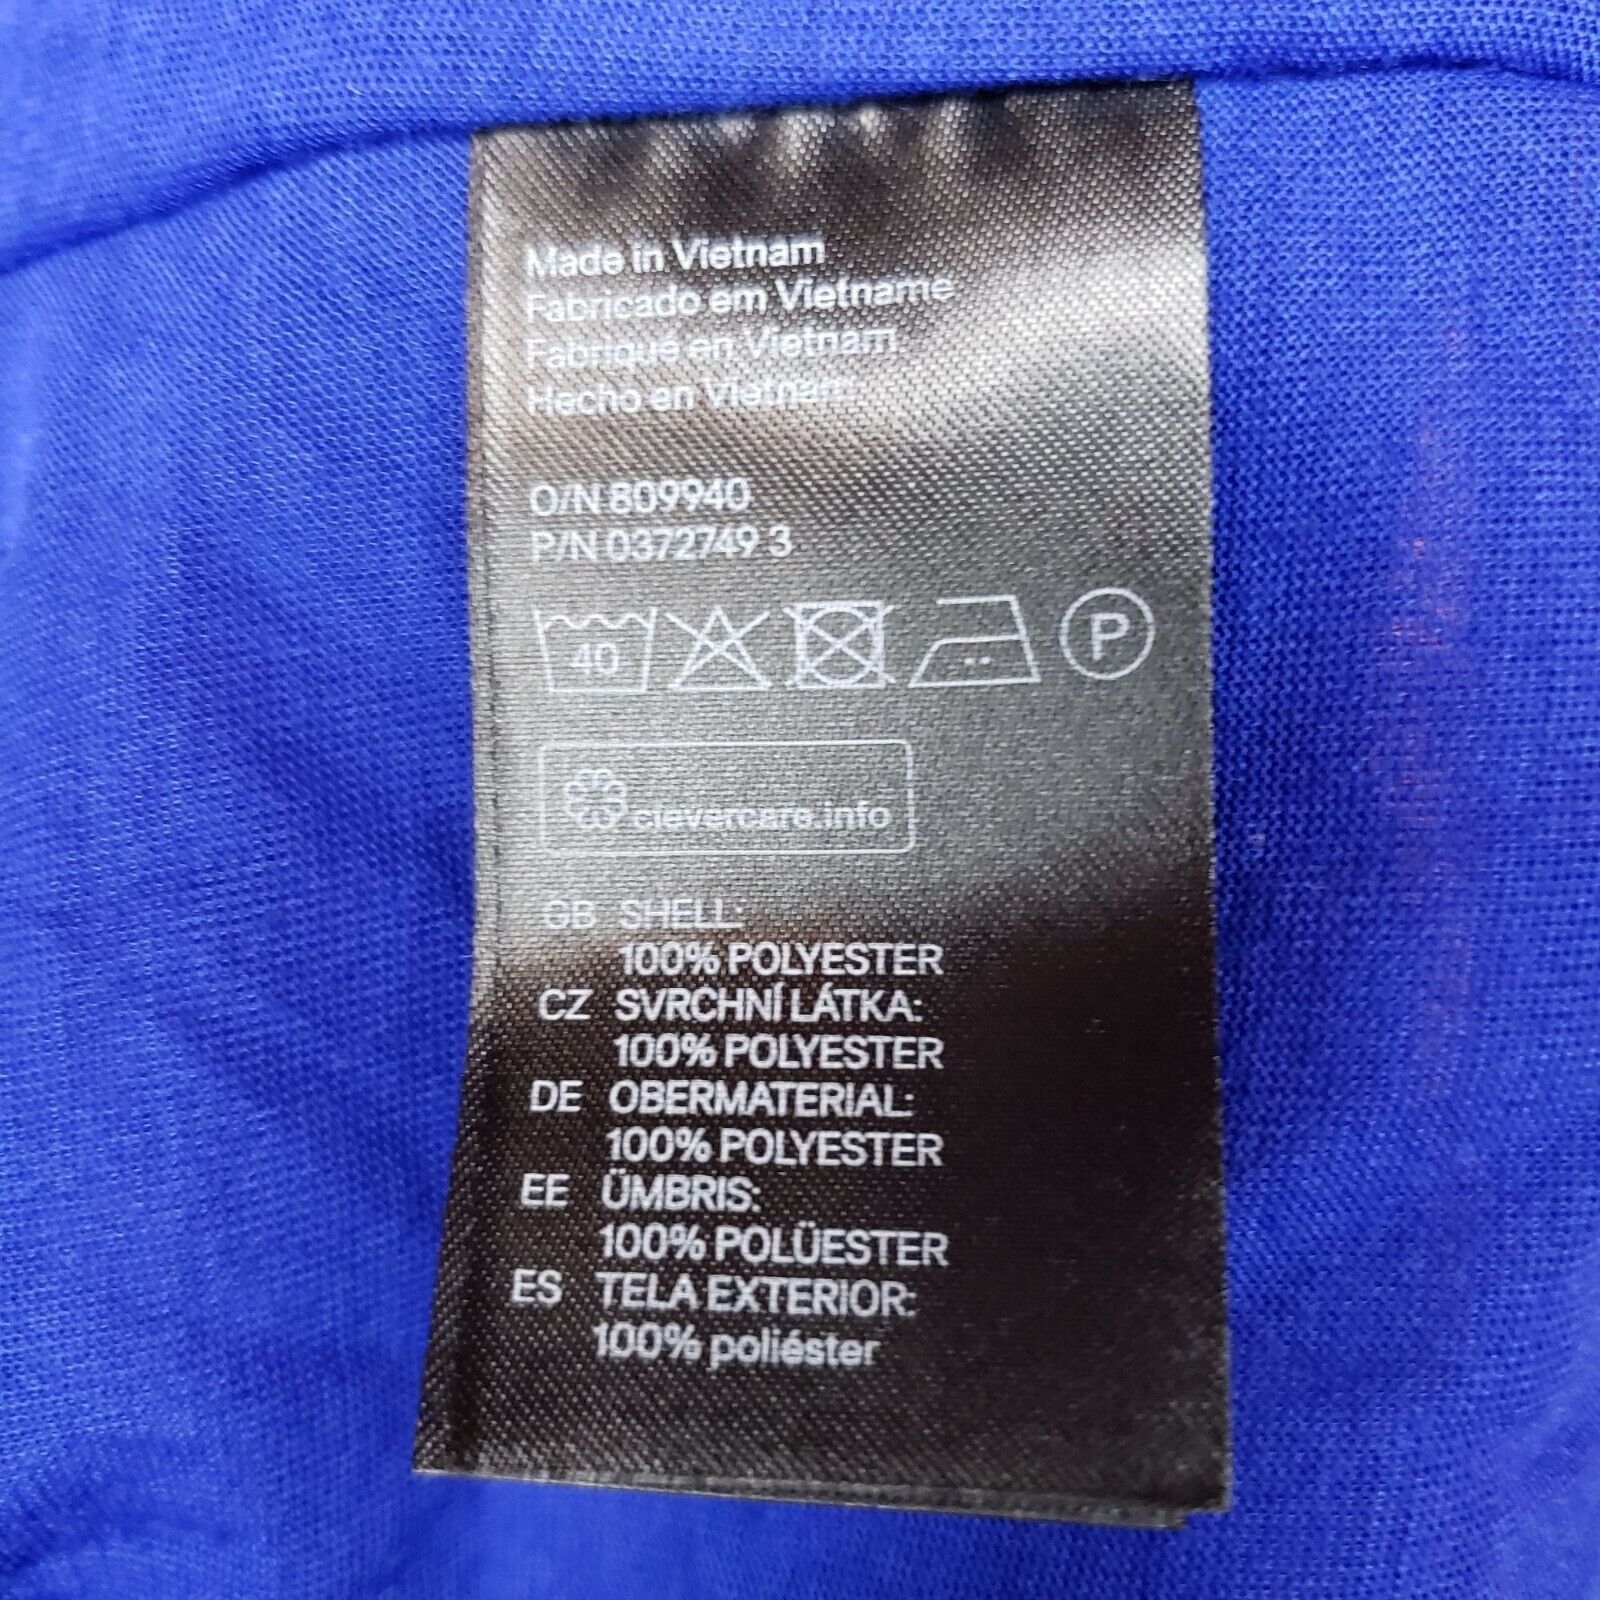 Made in Vietnam
Fabricado em Vietname
Fabriqué en Vietnam
Hecho en Vietnam
O/N 809940
P/N 0372749 3
40 P
clevercare.info
GB SHELL:
100% POLYESTER
CZ SVRCHNÍ LÁTKA:
100% POLYESTER
DE OBERMATERIAL:
100% POLYESTER
EE ÜMBRIS:
100% POLÜESTER
ES TELA EXTERIOR:
100% poliéster